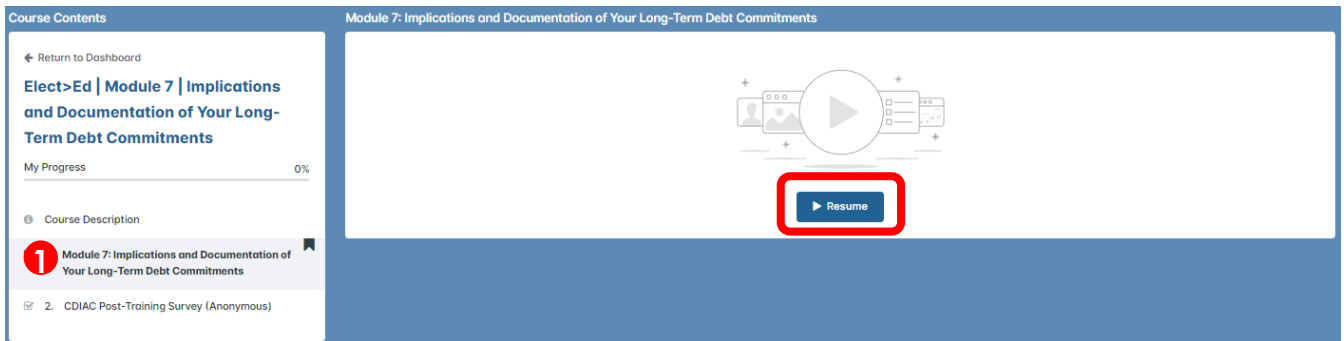 Course Contents
Return to Dashboard
Elect>Ed | Module 7 | Implications
and Documentation of Your Long-
Term Debt Commitments
My Progress 0%
Course Description
1 Module 7: Implications and Documentation of
Your Long-Term Debt Commitments
2. CDIAC Post-Training Survey (Anonymous)
Module 7: Implications and Documentation of Your Long-Term Debt Commitments
Resume